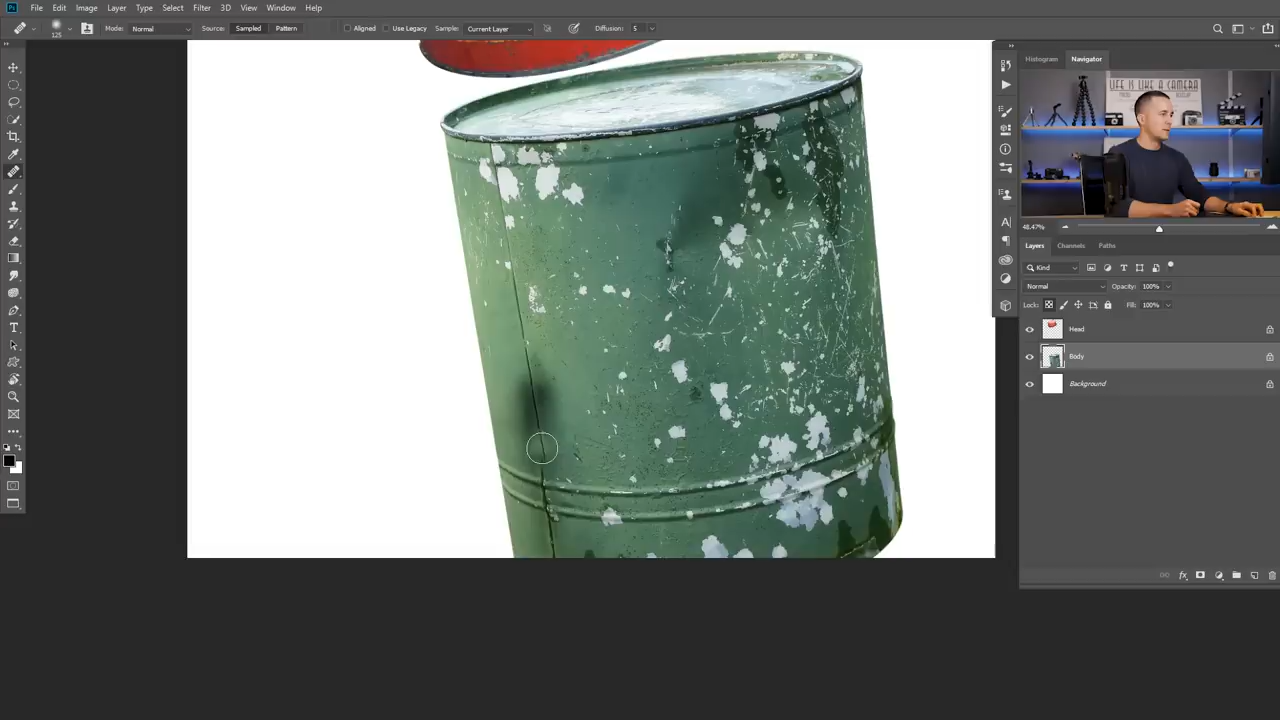 Ps File Edit Image Layer Type Select Filter 3D View Window Help
125 Mode: Normal Source: Sampled Pattern Aligned Use Legacy Sample: Current Layer Diffusion: 5
Histogram Navigator
LIFE IS LIKE A CAMERA
48.47%
Layers Channels Paths
Kind
Normal Opacity: 100%
Lock: Fill: 100%
Head
Body
Background